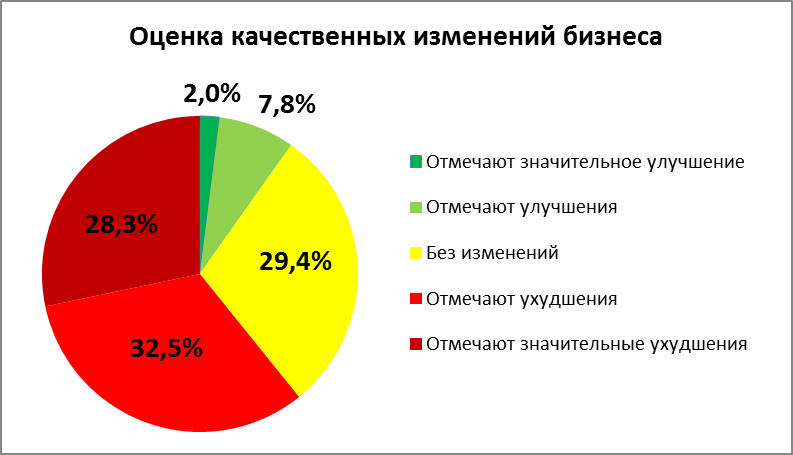 Оценка качественных изменений бизнеса
2,0%
7,8%
29,4%
32,5%
28,3%
Отмечают значительное улучшение
Отмечают улучшения
Без изменений
Отмечают ухудшения
Отмечают значительные ухудшения